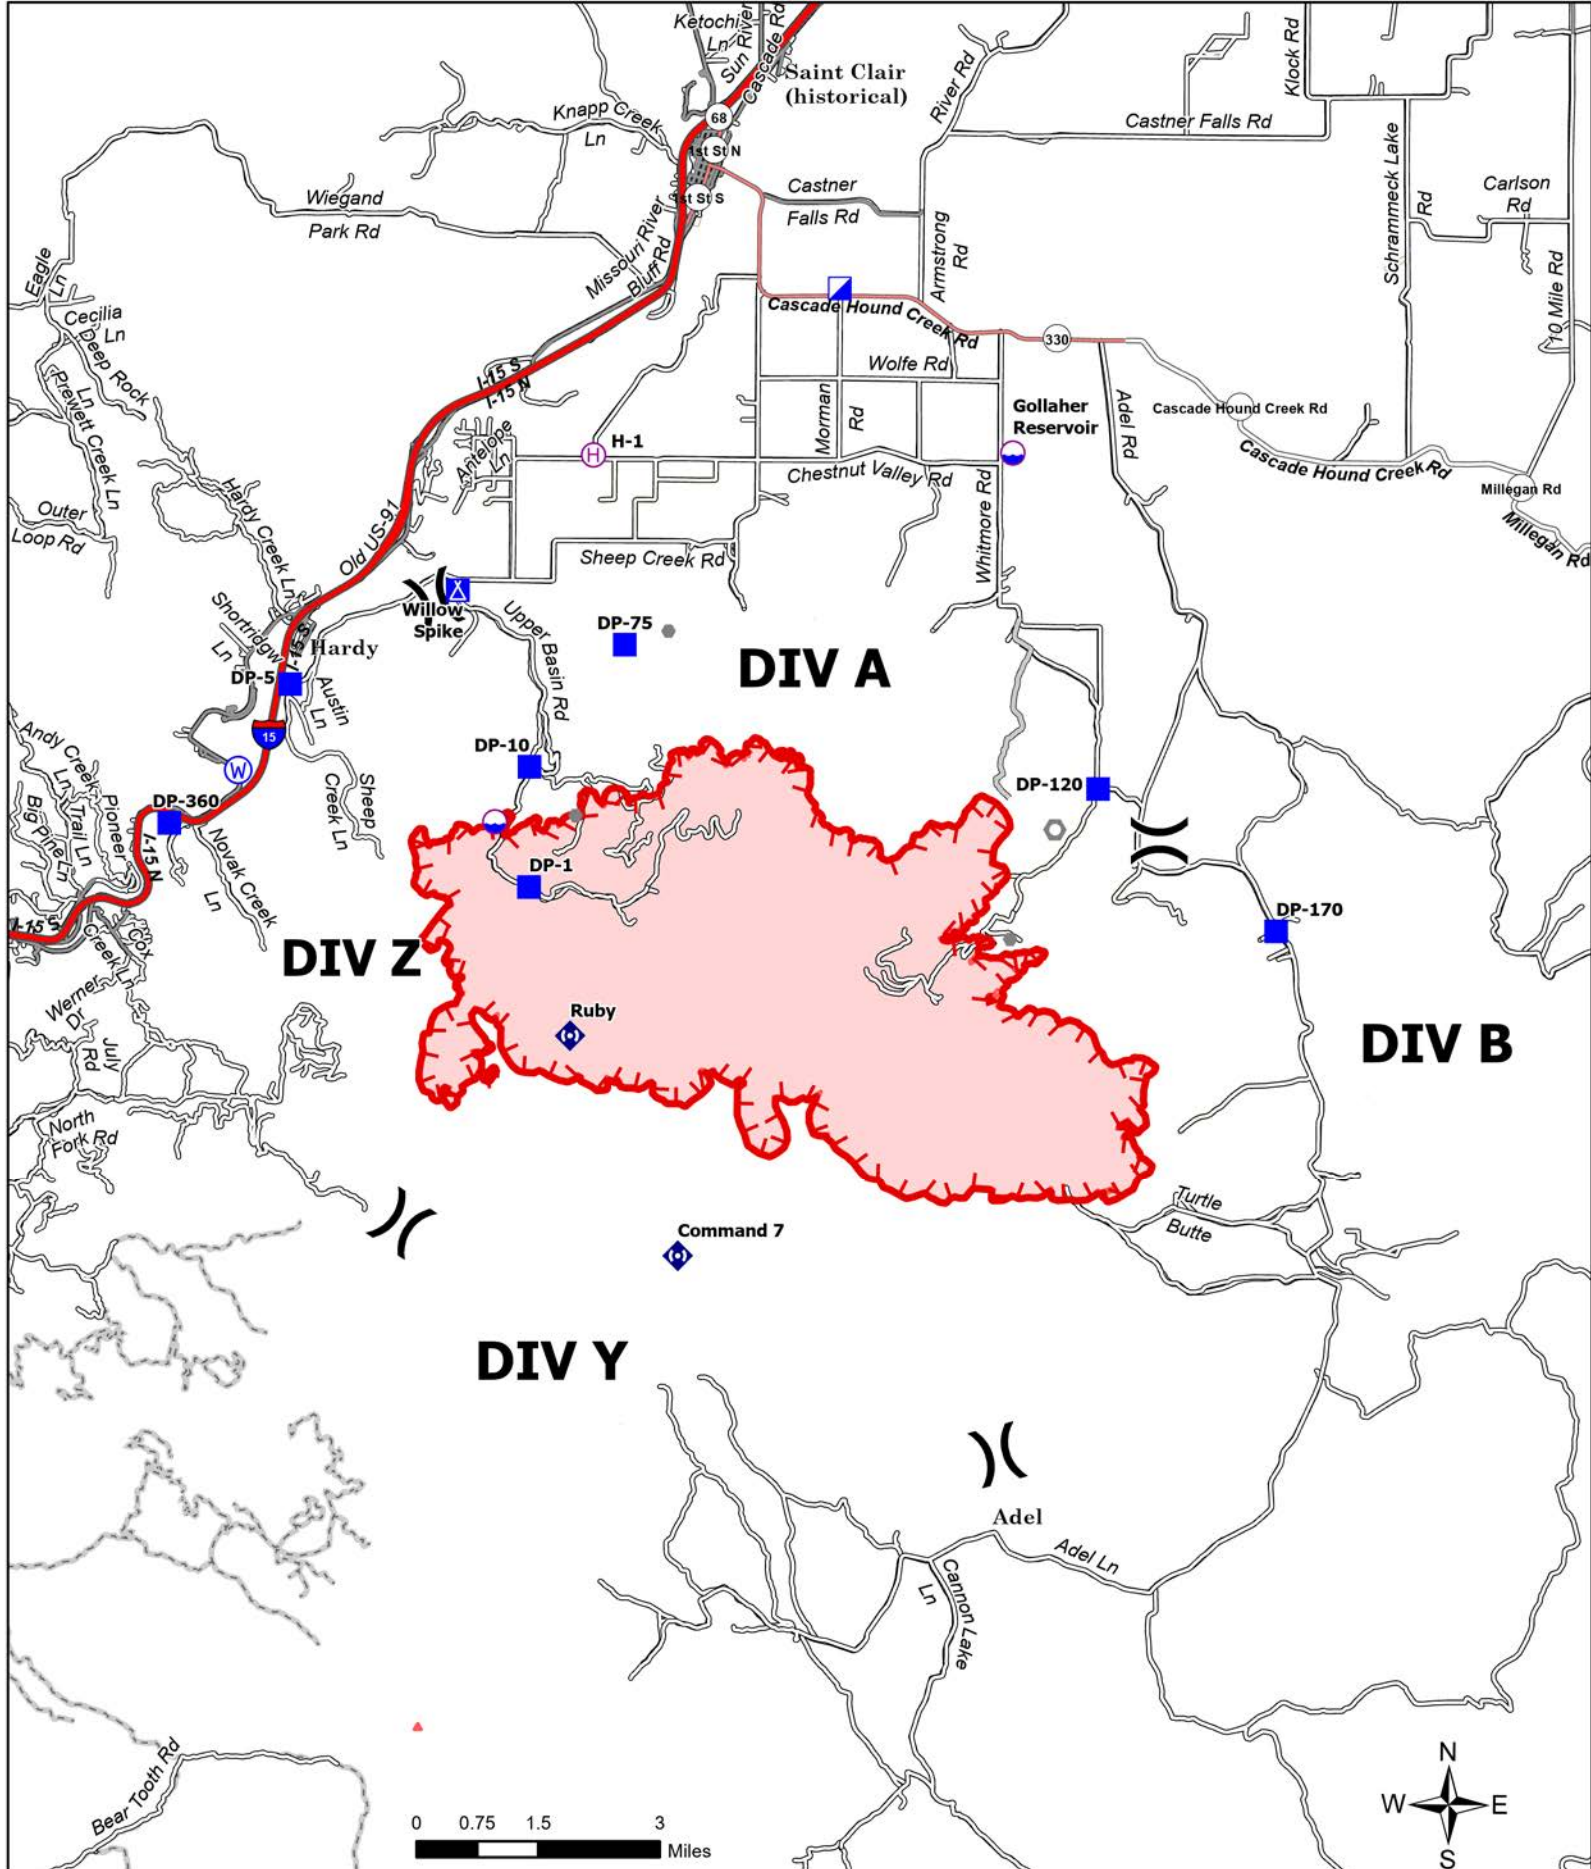 Ketochi
Ln
Sun River
Cascade Rd
Saint Clair
(historical)
River Rd
Klock Rd
Knapp Creek
Ln
68
1st St N
1st St S
Castner Falls Rd
Schrammeck Lake
Rd
Carlson
Rd
Wiegand
Park Rd
Castner
Falls Rd
Missouri River
Bluff Rd
Armstrong
Rd
10 Mile Rd
Eagle
Ln
Cecilia
Ln
Deep Rock
Ln
Prewett Creek Ln
Cascade Hound Creek Rd
330
Wolfe Rd
I-15 S
I-15 N
Morman
Rd
Gollaher
Reservoir
Adel Rd
Cascade Hound Creek Rd
Cascade Hound Creek Rd
Millegan Rd
Millegan Rd
Antelope
Ln
H
H-1
Chestnut Valley Rd
Whitmore Rd
Outer
Loop Rd
Hardy Creek Ln
Old US-91
Sheep Creek Rd
Willow
Spike
Upper Basin Rd
DP-75
DIV A
Shortridge
Ln
I-15 S
Hardy
DP-5
Austin
Ln
15
W
Sheep
Creek Ln
Andy Creek
Ln
Trail Ln
Pioneer
Big Pine Ln
DP-360
I-15 N
Novak Creek
Ln
DP-10
DP-1
DP-120
DP-170
I-15 S
Cox
Creek Ln
DIV Z
Werner
Dr
July
Rd
Ruby
DIV B
North
Fork Rd
Turtle
Butte
Command 7
DIV Y
Adel
Adel Ln
Cannon Lake
Ln
Bear Tooth Rd
0 0.75 1.5 3
Miles
N
W E
S